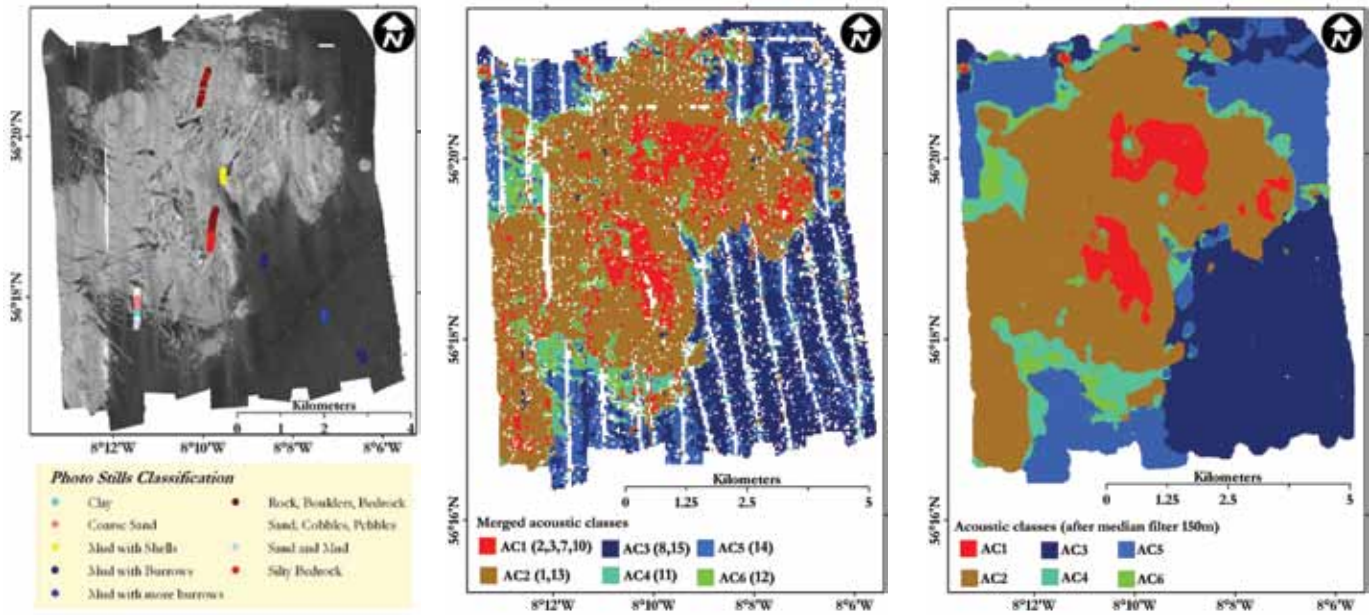 N
56°20'N
56°18'N
Kilometers
0 2 4
8°12'W 8°10'W 8°8'W 8°6'W
Photo Stills Classification
Clay
Coarse Sand
Mud with Shells
Mud with Burrows
Mud with more burrows
Rock, Boulders, Bedrock
Sand, Cobbles, Pebbles
Sand and Mud
Silty Bedrock
N
56°20'N
56°18'N
56°16'N
Kilometers
0 1.25 2.5 5
Merged acoustic classes
AC1 (2,3,7,10) AC3 (8,15) AC5 (14)
AC2 (1,13) AC4 (11) AC6 (12)
8°12'W 8°10'W 8°8'W 8°6'W
N
56°20'N
56°18'N
56°16'N
Kilometers
0 1.25 2.5 5
Acoustic classes (after median filter 150m)
AC1 AC3 AC5
AC2 AC4 AC6
8°12'W 8°10'W 8°8'W 8°6'W